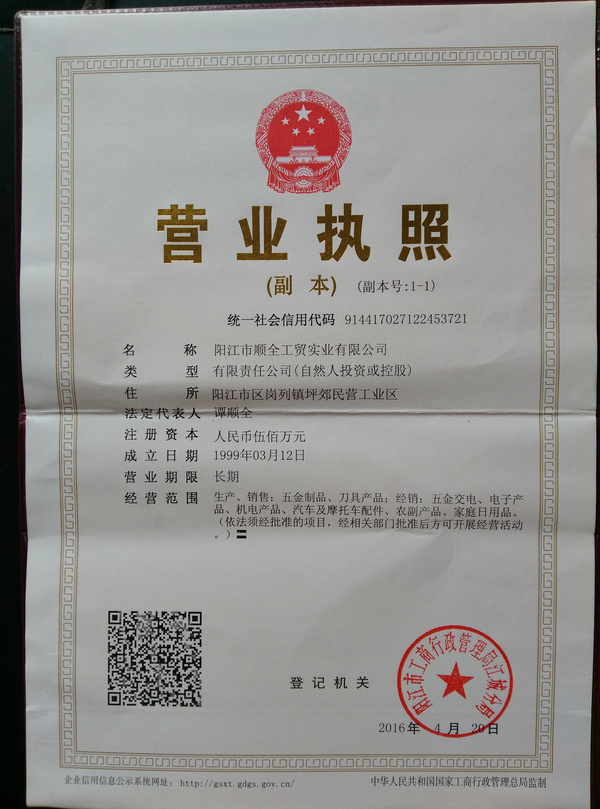 营业执照
(副 本) (副本号:1-1)
统一社会信用代码 914417027122453721
名 称 阳江市顺全工贸实业有限公司
类 型 有限责任公司(自然人投资或控股)
住 所 阳江市区岗列镇坪郊民营工业区
法定代表人 谭顺全
注册资本 人民币伍佰万元
成立日期 1999年03月12日
营业期限 长期
经营范围 生产、销售：五金制品、刀具产品；经销：五金交电、电子产
品、机电产品、汽车及摩托车配件、农副产品、家庭日用品。
（依法须经批准的项目，经相关部门批准后方可开展经营活动
。）
阳江市工商行政管理局江城分局
登记机关
2016年 4月 20日
企业信用信息公示系统网址：http://gsxt.gdgs.gov.cn/ 中华人民共和国国家工商行政管理总局监制